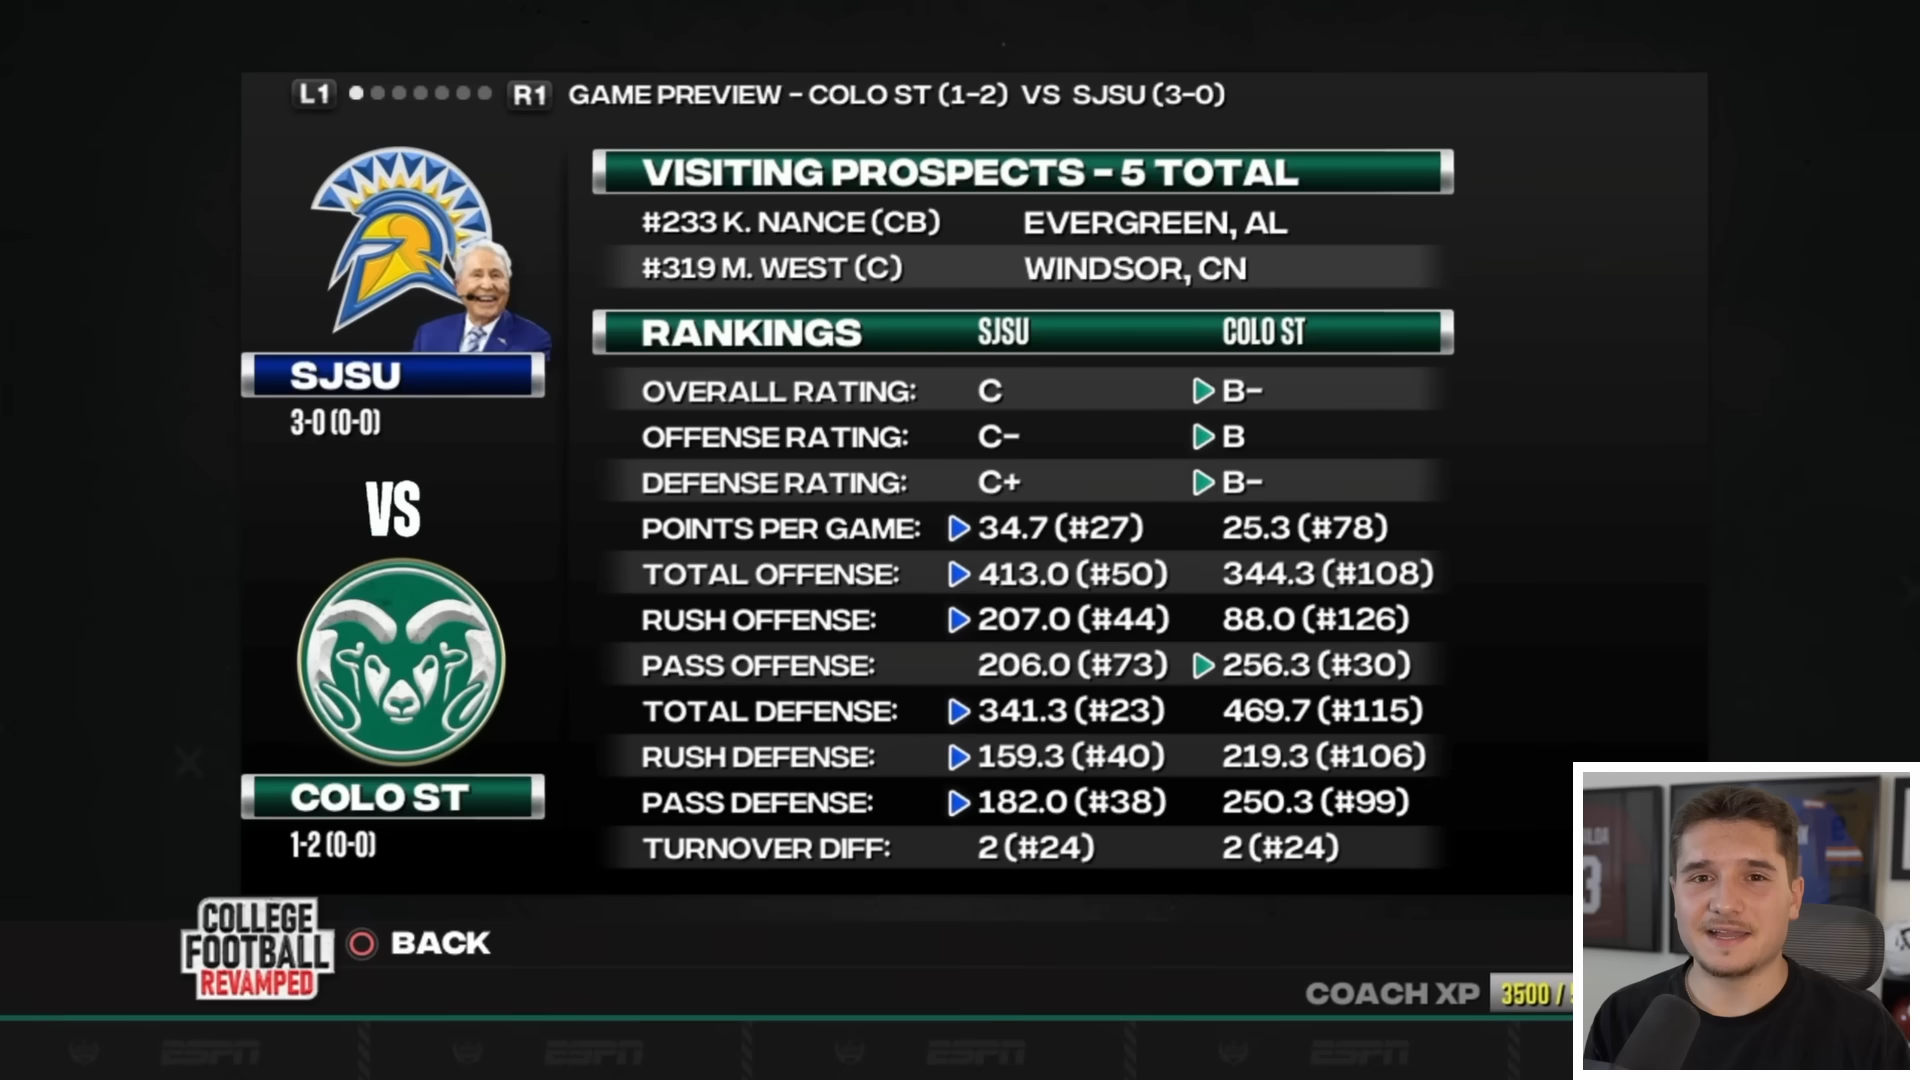 L1 R1 GAME PREVIEW - COLO ST (1-2) VS SJSU (3-0)
VISITING PROSPECTS - 5 TOTAL
#233 K. NANCE (CB) EVERGREEN, AL
#319 M. WEST (C) WINDSOR, CN
RANKINGS SJSU COLO ST
OVERALL RATING: C B-
OFFENSE RATING: C- B
DEFENSE RATING: C+ B-
POINTS PER GAME: 34.7 (#27) 25.3 (#78)
TOTAL OFFENSE: 413.0 (#50) 344.3 (#108)
RUSH OFFENSE: 207.0 (#44) 88.0 (#126)
PASS OFFENSE: 206.0 (#73) 256.3 (#30)
TOTAL DEFENSE: 341.3 (#23) 469.7 (#115)
RUSH DEFENSE: 159.3 (#40) 219.3 (#106)
PASS DEFENSE: 182.0 (#38) 250.3 (#99)
TURNOVER DIFF: 2 (#24) 2 (#24)
SJSU
3-0 (0-0)
VS
COLO ST
1-2 (0-0)
COLLEGE
FOOTBALL
REVAMPED
BACK
COACH XP 3500 /
ESPN ESPN ESPN ESPN